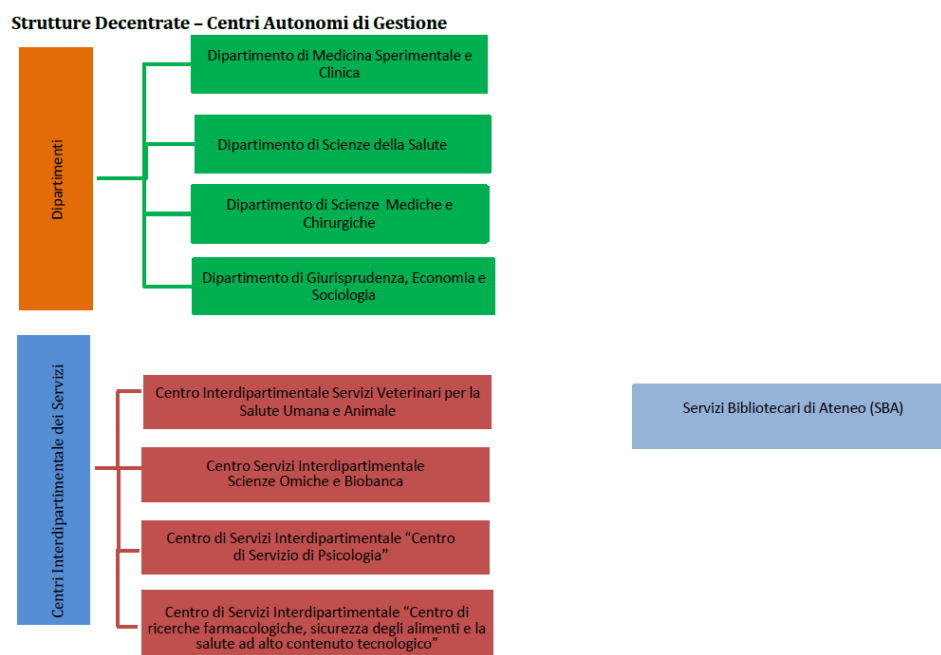 Strutture Decentrate – Centri Autonomi di Gestione
Dipartimenti
Dipartimento di Medicina Sperimentale e
Clinica
Dipartimento di Scienze della Salute
Dipartimento di Scienze Mediche e
Chirurgiche
Dipartimento di Giurisprudenza, Economia e
Sociologia
Centri Interdipartimentale dei Servizi
Centro Interdipartimentale Servizi Veterinari per la
Salute Umana e Animale
Centro Servizi Interdipartimentale
Scienze Omiche e Biobanca
Centro di Servizi Interdipartimentale “Centro
di Servizio di Psicologia”
Centro di Servizi Interdipartimentale “Centro di
ricerche farmacologiche, sicurezza degli alimenti e la
salute ad alto contenuto tecnologico”
Servizi Bibliotecari di Ateneo (SBA)